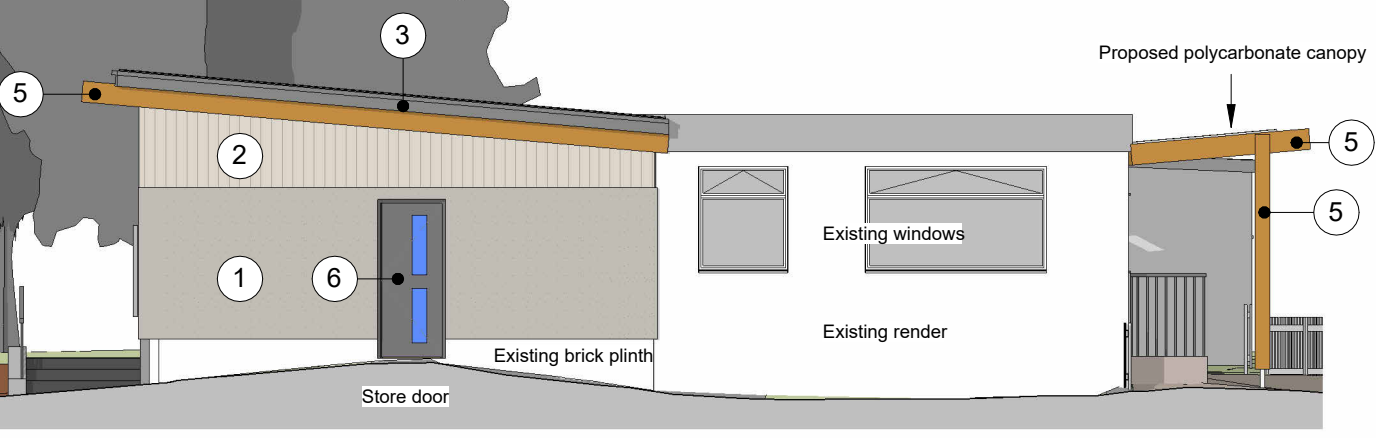 3
Proposed polycarbonate canopy
5
5
2
5
Existing windows
1
6
Existing render
Existing brick plinth
Store door